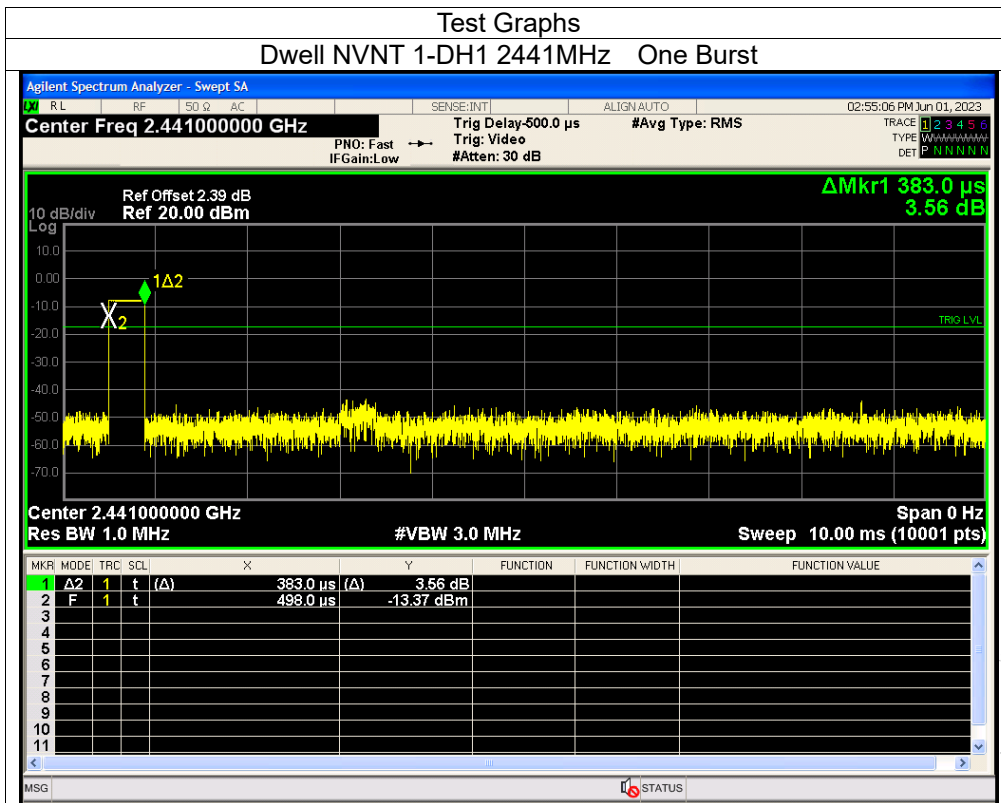 Test Graphs
Dwell NVNT 1-DH1 2441MHz One Burst
Agilent Spectrum Analyzer - Swept SA
LXI RL RF 50 Ω AC SENSE:INT ALIGN AUTO 02:55:06 PM Jun 01, 2023
Center Freq 2.441000000 GHz Trig Delay-500.0 µs #Avg Type: RMS TRACE 1 2 3 4 5 6
PNO: Fast Trig: Video TYPE WWWWWW
IFGain:Low #Atten: 30 dB DET P N N N N N
ΔMkr1 383.0 µs
Ref Offset 2.39 dB
10 dB/div Ref 20.00 dBm 3.56 dB
Log
10.0
0.00
1Δ2
-10.0
2
TRIG LVL
-20.0
-30.0
-40.0
-50.0
-60.0
-70.0
Center 2.441000000 GHz Span 0 Hz
Res BW 1.0 MHz #VBW 3.0 MHz Sweep 10.00 ms (10001 pts)
MKR MODE TRC SCL X Y FUNCTION FUNCTION WIDTH FUNCTION VALUE
1 Δ2 1 t (Δ) 383.0 µs (Δ) 3.56 dB
2 F 1 t 498.0 µs -13.37 dBm
3
4
5
6
7
8
9
10
11
MSG STATUS